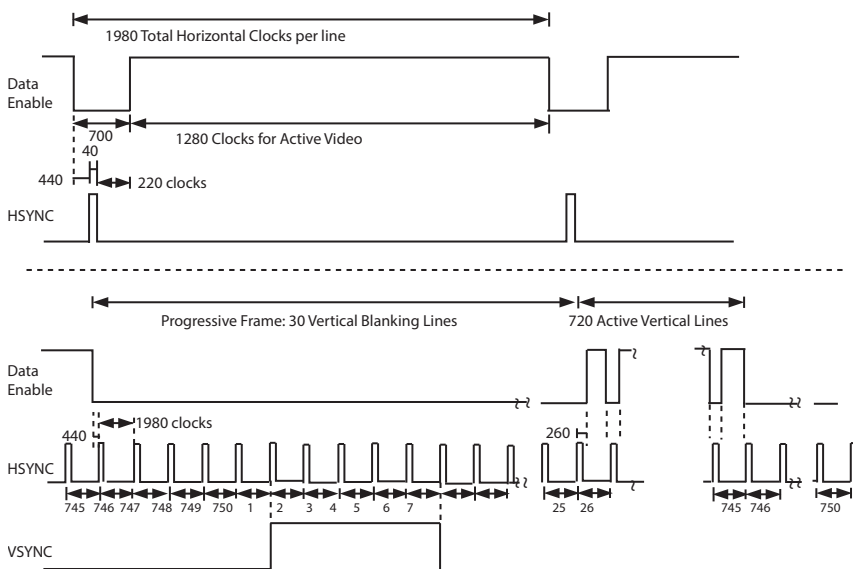 1980 Total Horizontal Clocks per line
Data
Enable
700
1280 Clocks for Active Video
40
440
220 clocks
HSYNC
Progressive Frame: 30 Vertical Blanking Lines
720 Active Vertical Lines
Data
Enable
1980 clocks
440
260
HSYNC
745 746 747 748 749 750 1 2 3 4 5 6 7 25 26 745 746 750
VSYNC